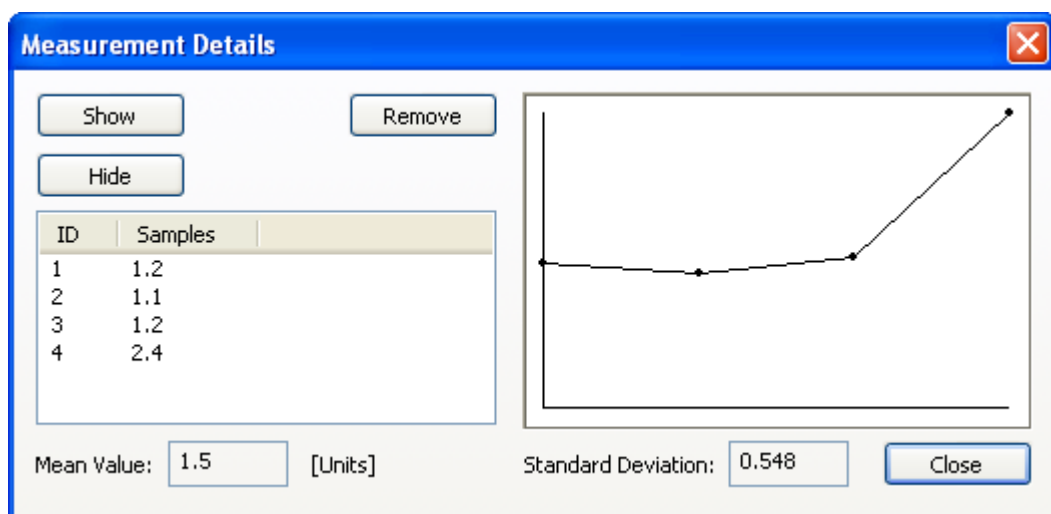 Measurement Details
Show
Remove
Hide
ID Samples
1 1.2
2 1.1
3 1.2
4 2.4
Mean Value: 1.5 [Units]
Standard Deviation: 0.548
Close